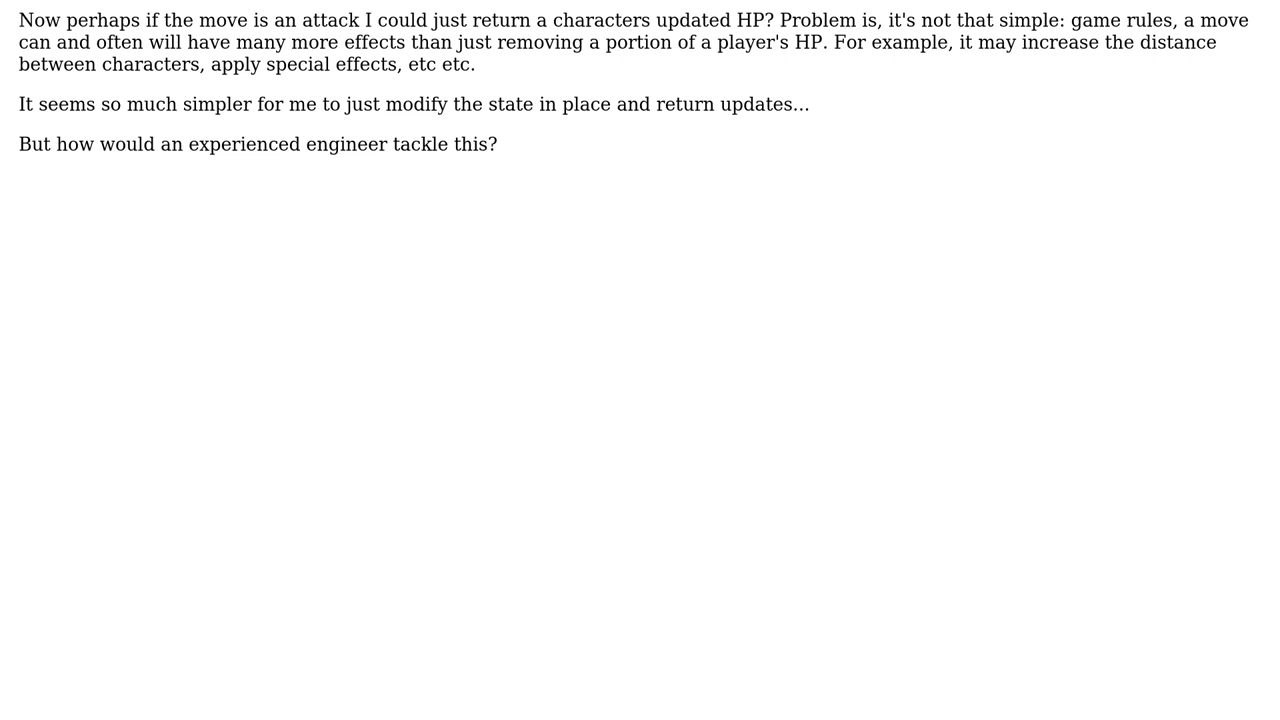 Now perhaps if the move is an attack I could just return a characters updated HP? Problem is, it's not that simple: game rules, a move
can and often will have many more effects than just removing a portion of a player's HP. For example, it may increase the distance
between characters, apply special effects, etc etc.
It seems so much simpler for me to just modify the state in place and return updates...
But how would an experienced engineer tackle this?